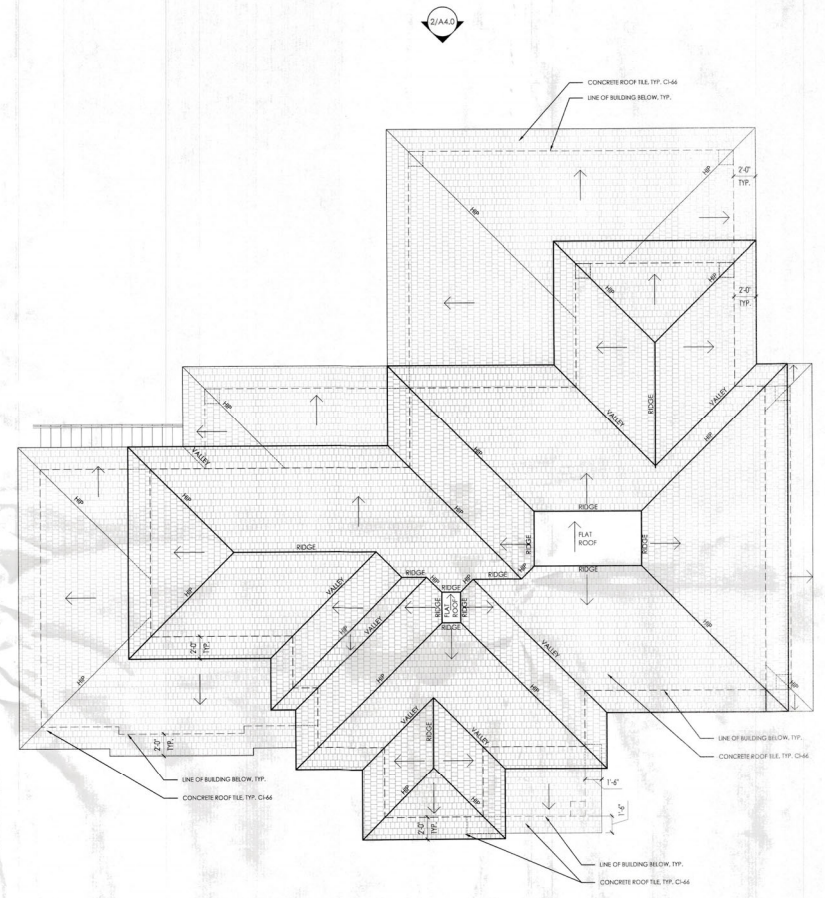 2/A4.0
CONCRETE ROOF TILE, TYP. CI-66
LINE OF BUILDING BELOW, TYP.
HIP
2'-0"
TYP.
HIP
HIP
2'-0"
TYP.
HIP
VALLEY
RIDGE
VALLEY
HIP
HIP
VALLEY
HIP
HIP
RIDGE
RIDGE
FLAT
ROOF
RIDGE
RIDGE
RIDGE
RIDGE
HIP
RIDGE
HIP
HIP
RIDGE
RIDGE
FLAT
ROOF
RIDGE
RIDGE
VALLEY
HIP
VALLEY
VALLEY
HIP
HIP
2'-0"
TYP.
HIP
HIP
VALLEY
RIDGE
VALLEY
2'-0"
TYP.
LINE OF BUILDING BELOW, TYP.
CONCRETE ROOF TILE, TYP. CI-66
LINE OF BUILDING BELOW, TYP.
CONCRETE ROOF TILE, TYP. CI-66
HIP
HIP
1'-6"
1'-6"
2'-0"
TYP.
LINE OF BUILDING BELOW, TYP.
CONCRETE ROOF TILE, TYP. CI-66